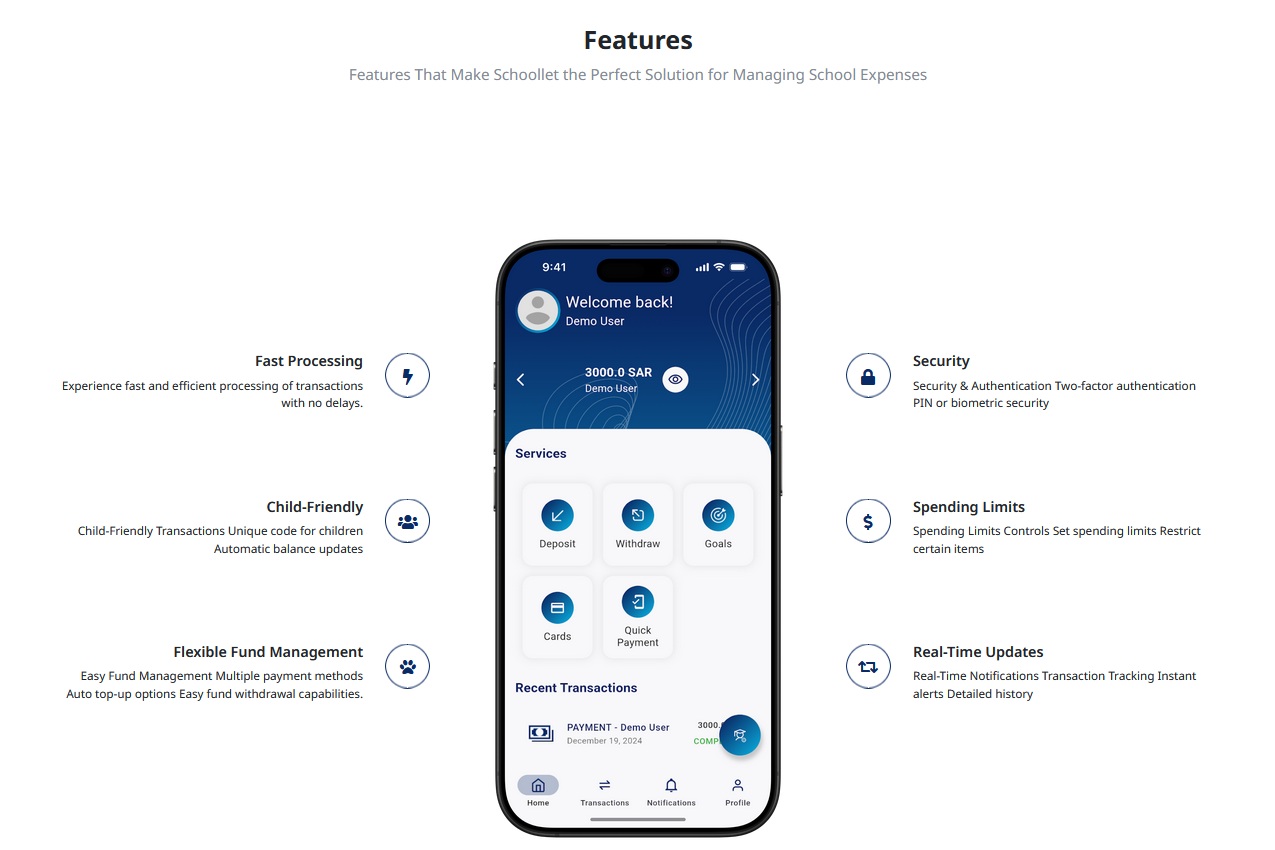 Features
Features That Make Schoollet the Perfect Solution for Managing School Expenses
Fast Processing
Experience fast and efficient processing of transactions
with no delays.
Child-Friendly
Child-Friendly Transactions Unique code for children
Automatic balance updates
Flexible Fund Management
Easy Fund Management Multiple payment methods
Auto top-up options Easy fund withdrawal capabilities.
9:41
Welcome back!
Demo User
3000.0 SAR
Demo User
Services
Deposit
Withdraw
Goals
Cards
Quick
Payment
Recent Transactions
PAYMENT - Demo User
3000.
December 19, 2024
COMP
Home
Transactions
Notifications
Profile
Security
Security & Authentication Two-factor authentication
PIN or biometric security
Spending Limits
Spending Limits Controls Set spending limits Restrict
certain items
Real-Time Updates
Real-Time Notifications Transaction Tracking Instant
alerts Detailed history